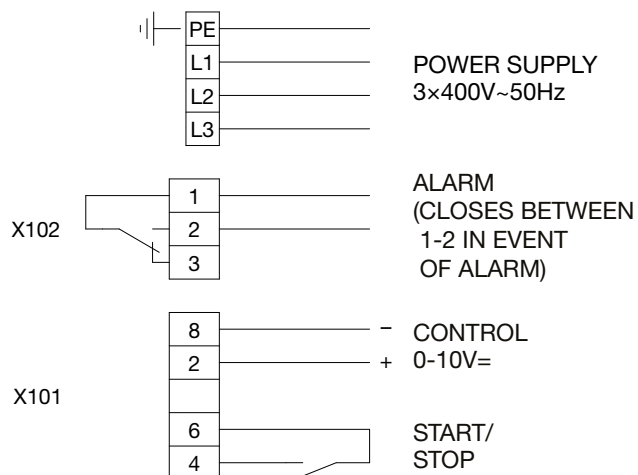 PE
L1
L2
L3
POWER SUPPLY
3×400V~50Hz
X102
1
2
3
ALARM
(CLOSES BETWEEN
1-2 IN EVENT
OF ALARM)
X101
8
2
6
4
−
+
CONTROL
0-10V=
START/
STOP